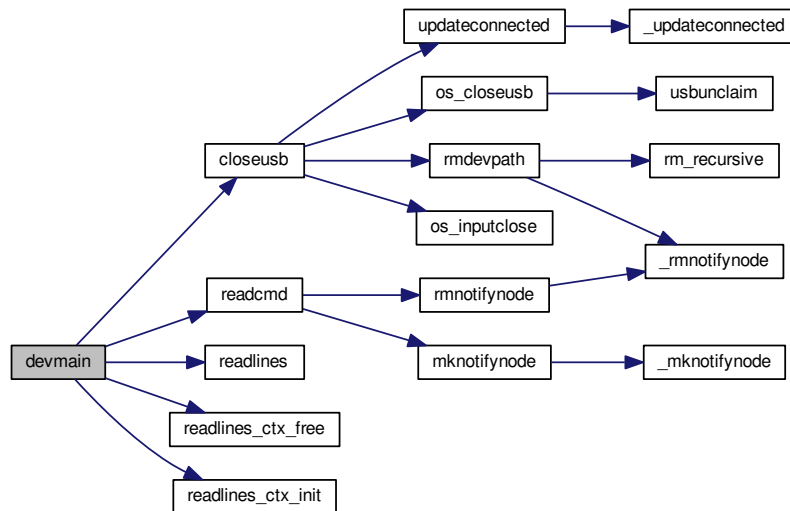 updateconnected
_updateconnected
os_closeusb
usbunclaim
closeusb
rmdevpath
rm_recursive
os_inputclose
_rmnotifynode
readcmd
rmnotifynode
devmain
readlines
mknotifynode
_mknotifynode
readlines_ctx_free
readlines_ctx_init